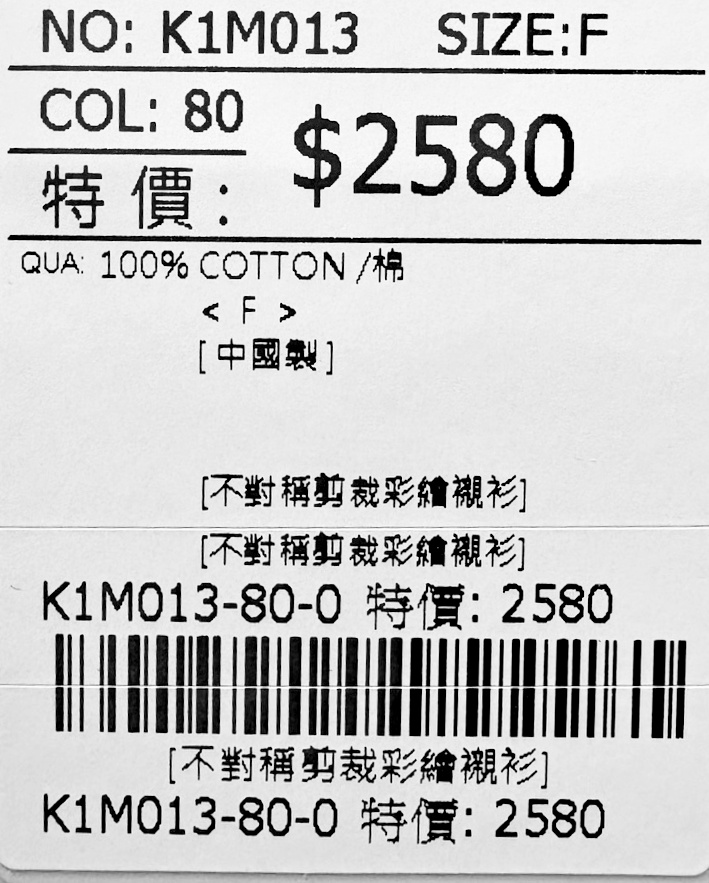 NO: K1M013 SIZE:F
COL: 80
$2580
特價:
QUA: 100% COTTON /棉
< F >
[中國製]
[不對稱剪裁彩繪襯衫]
[不對稱剪裁彩繪襯衫]
K1M013-80-0 特價: 2580
[不對稱剪裁彩繪襯衫]
K1M013-80-0 特價: 2580